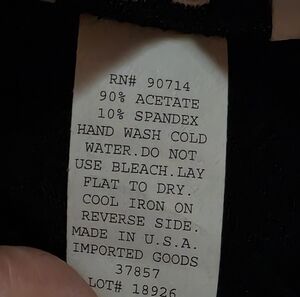 RN# 90714
90% ACETATE
10% SPANDEX
HAND WASH COLD
WATER.DO NOT
USE BLEACH.LAY
FLAT TO DRY.
COOL IRON ON
REVERSE SIDE.
MADE IN U.S.A.
IMPORTED GOODS
37857
LOT# 18926